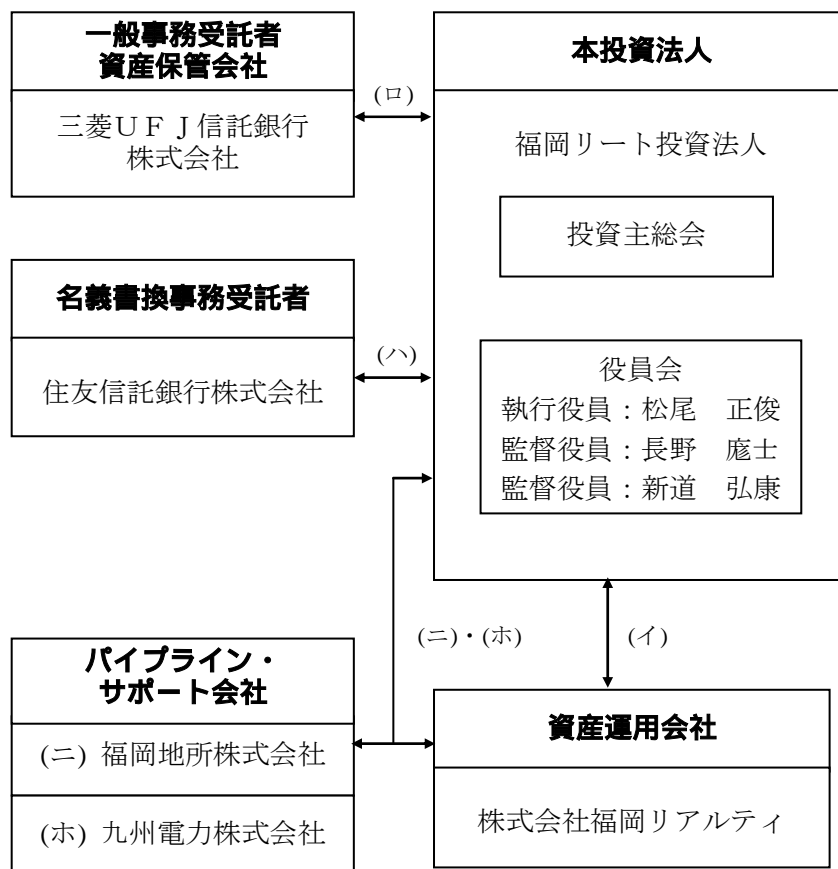 一般事務受託者
資産保管会社
三菱UFJ信託銀行
株式会社
(ロ)
本投資法人
福岡リート投資法人
投資主総会
名義書換事務受託者
住友信託銀行株式会社
(ハ)
役員会
執行役員：松尾　正俊
監督役員：長野　庬士
監督役員：新道　弘康
(ニ)・(ホ)
(イ)
パイプライン・
サポート会社
(ニ) 福岡地所株式会社
(ホ) 九州電力株式会社
資産運用会社
株式会社福岡リアルティ